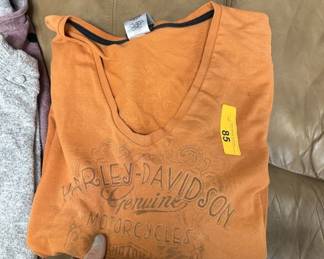 85
HARLEY-DAVIDSON
Genuine
MOTORCYCLES